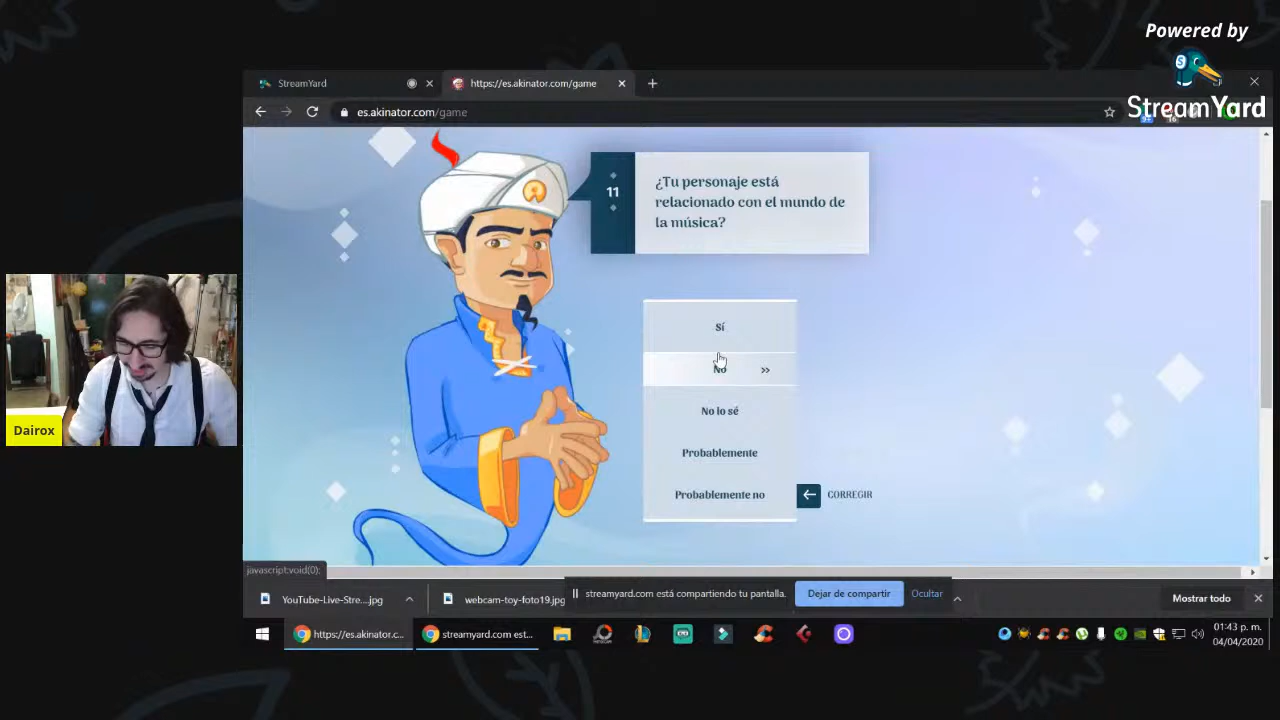 Powered by
StreamYard
StreamYard
https://es.akinator.com/game
es.akinator.com/game
11
¿Tu personaje está
relacionado con el mundo de
la música?
Sí
No
No lo sé
Probablemente
Probablemente no
CORREGIR
Dairox
javascript:void(0);
YouTube-Live-Stre....jpg
webcam-toy-foto19.jpg
streamyard.com está compartiendo tu pantalla.
Dejar de compartir
Ocultar
Mostrar todo
https://es.akinator.c...
streamyard.com est...
01:43 p. m.
04/04/2020